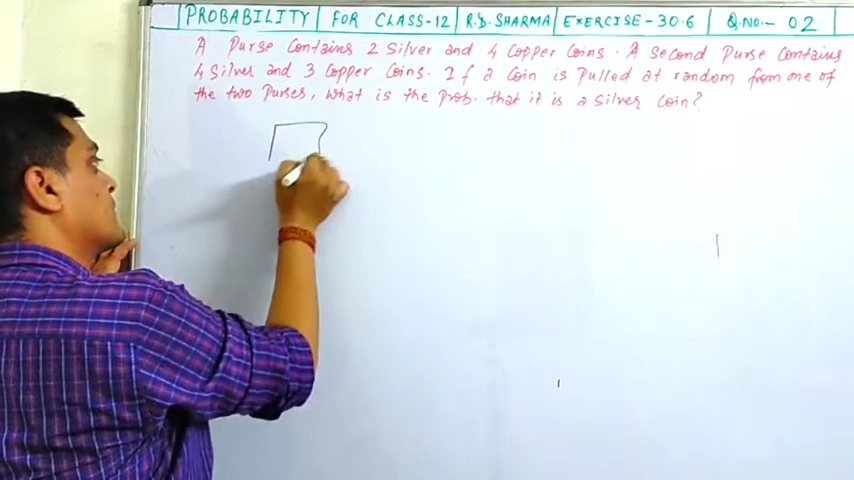 PROBABILITY FOR CLASS-12 R.D. SHARMA EXERCISE-30.6 Q.NO.- 02
A Purse Contains 2 Silver and 4 Copper Coins. A second Purse Contains
4 Silver and 3 Copper Coins. If a Coin is Pulled at random from one of
the two Purses, what is the Prob. that it is a Silver Coin?